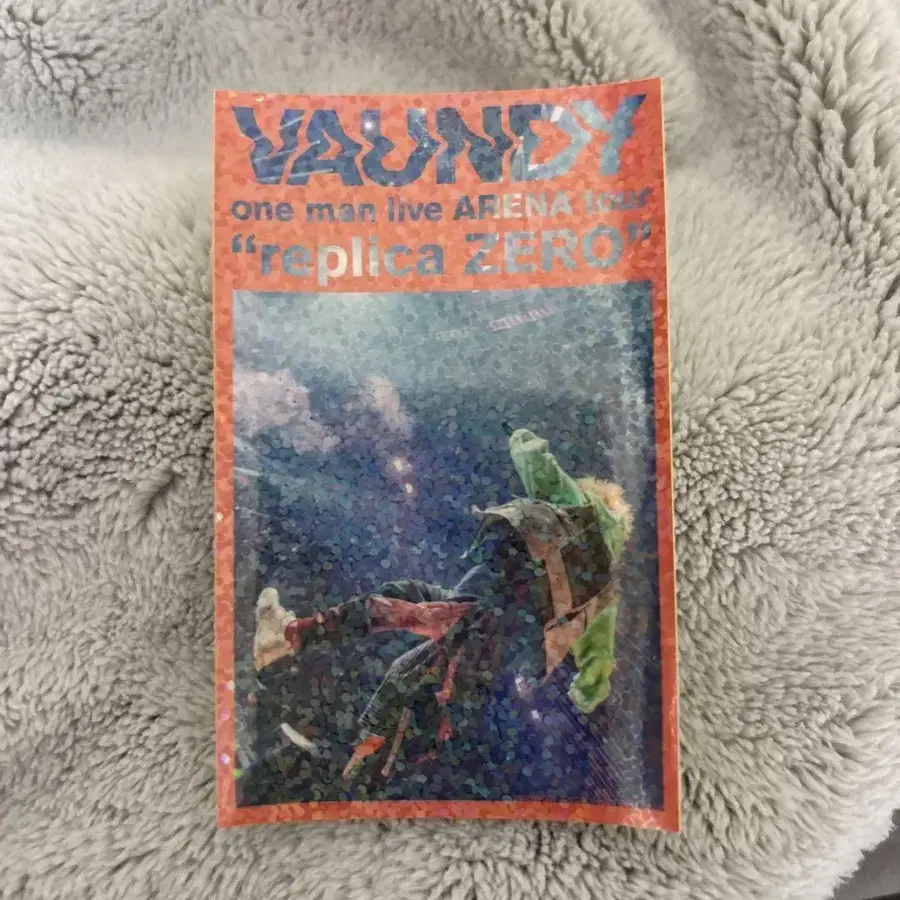 VAUNDY
one man live ARENA tour
“replica ZERO”